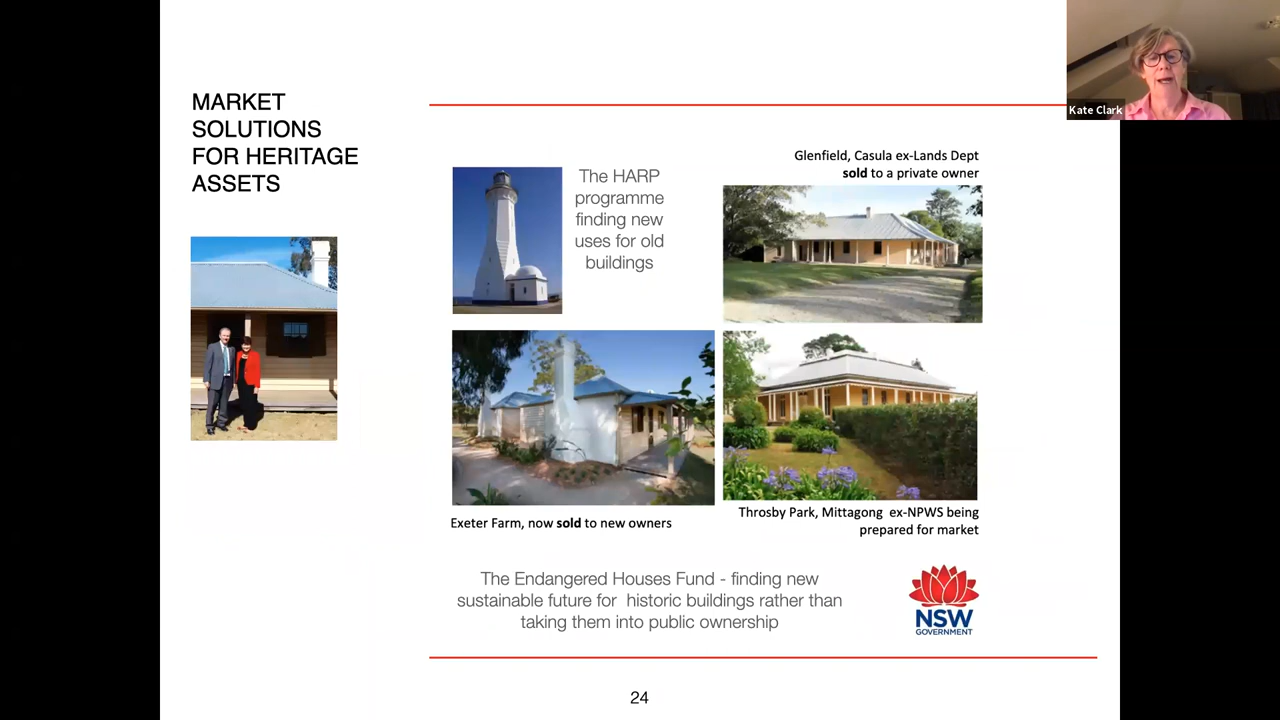 Kate Clark
MARKET
SOLUTIONS
FOR HERITAGE
ASSETS
The HARP
programme
finding new
uses for old
buildings
Glenfield, Casula ex-Lands Dept
sold to a private owner
Exeter Farm, now sold to new owners
Throsby Park, Mittagong  ex-NPWS being
prepared for market
The Endangered Houses Fund - finding new
sustainable future for  historic buildings rather than
taking them into public ownership
NSW
GOVERNMENT
24